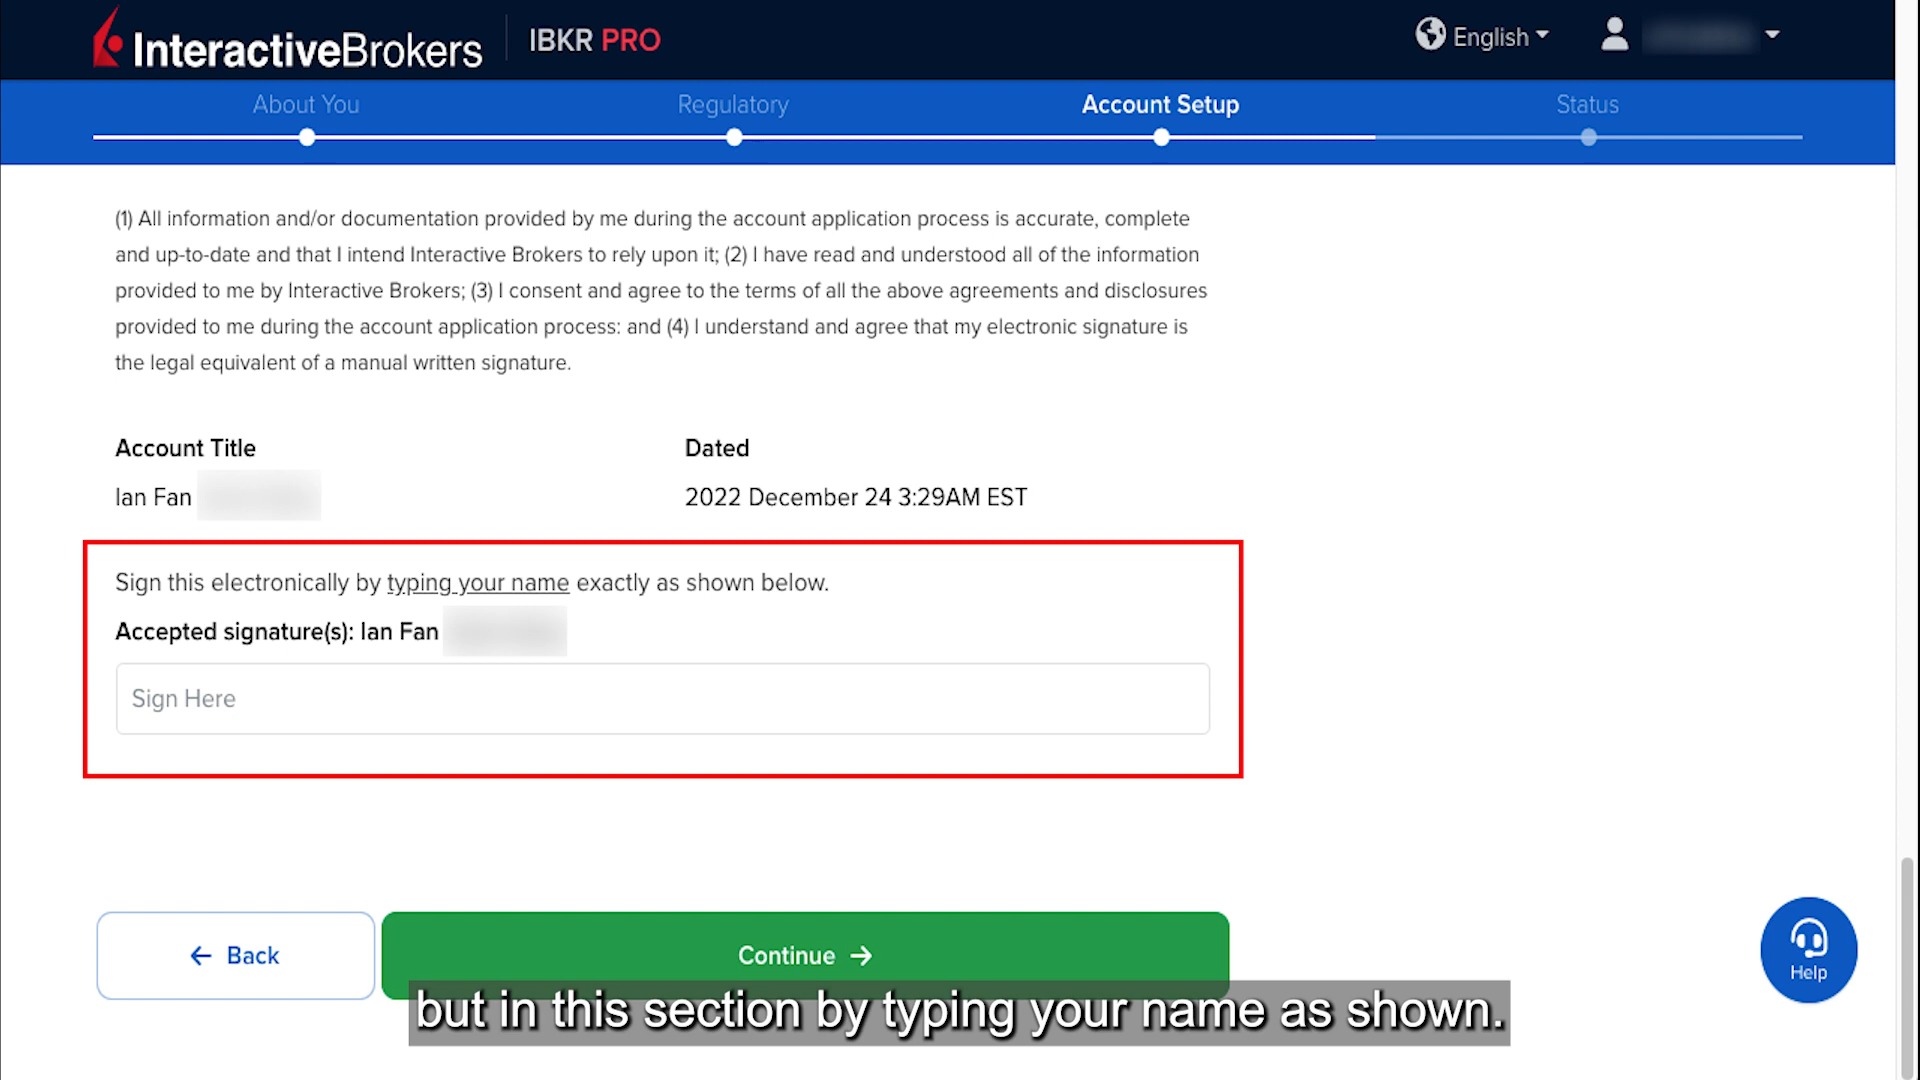 InteractiveBrokers IBKR PRO English
About You Regulatory Account Setup Status
(1) All information and/or documentation provided by me during the account application process is accurate, complete
and up-to-date and that I intend Interactive Brokers to rely upon it; (2) I have read and understood all of the information
provided to me by Interactive Brokers; (3) I consent and agree to the terms of all the above agreements and disclosures
provided to me during the account application process: and (4) I understand and agree that my electronic signature is
the legal equivalent of a manual written signature.
Account Title Dated
Ian Fan 2022 December 24 3:29AM EST
Sign this electronically by typing your name exactly as shown below.
Accepted signature(s): Ian Fan
Sign Here
Back Continue
Help
but in this section by typing your name as shown.